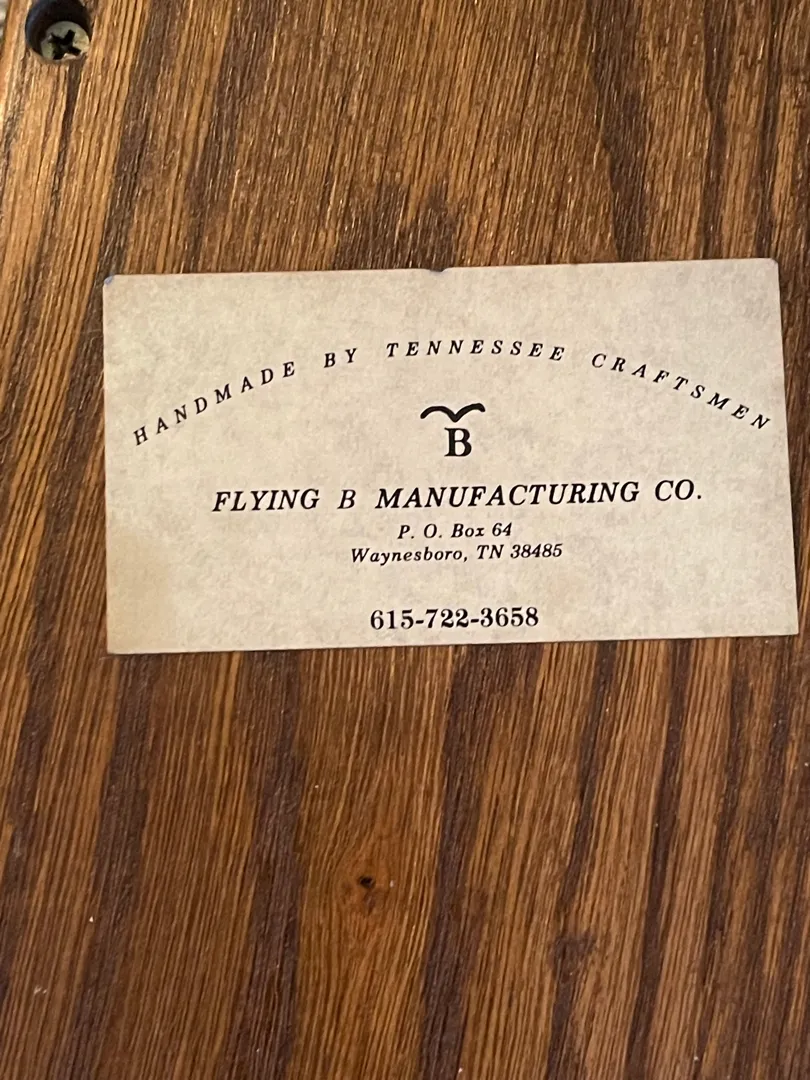 HANDMADE BY TENNESSEE CRAFTSMEN
B
FLYING B MANUFACTURING CO.
P. O. Box 64
Waynesboro, TN 38485
615-722-3658